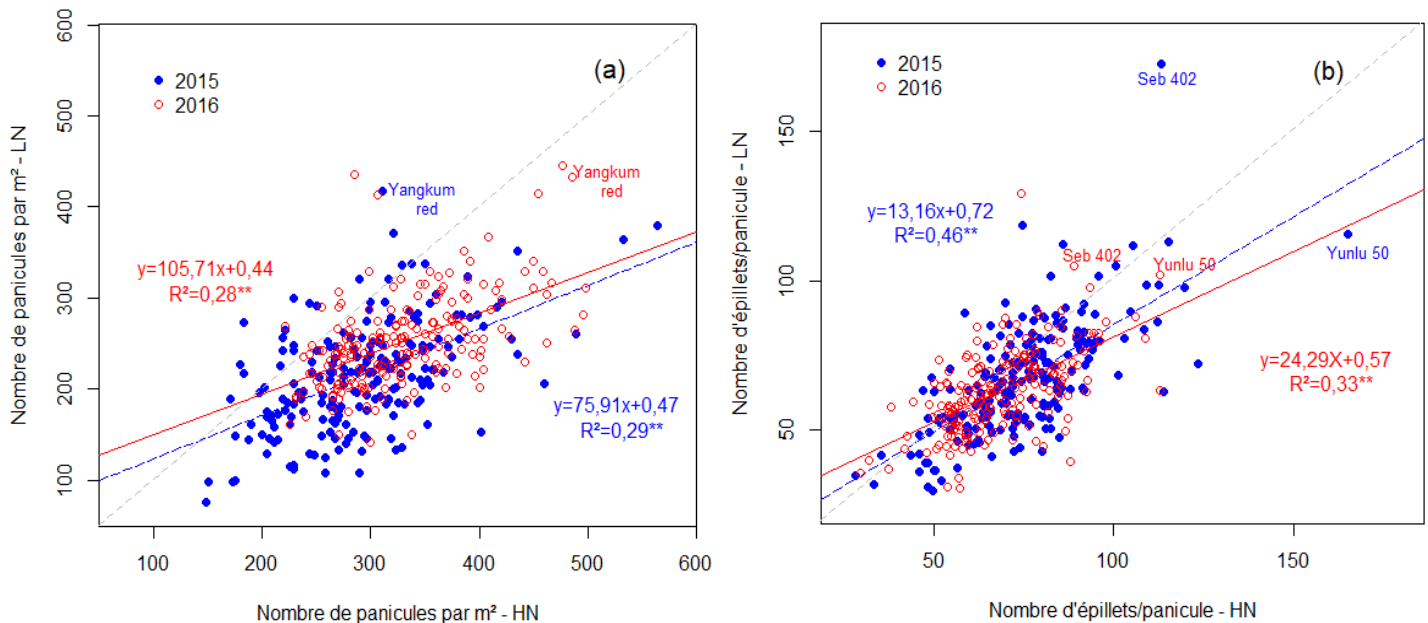 (a)
2015
2016
Yangkum
red
Yangkum
red
y=105,71x+0,44
R²=0,28**
y=75,91x+0,47
R²=0,29**
600
500
400
300
200
100
Nombre de panicules par m² - LN
100
200
300
400
500
600
Nombre de panicules par m² - HN
(b)
2015
2016
Seb 402
y=13,16x+0,72
R²=0,46**
Seb 402
Yunlu 50
Yunlu 50
y=24,29X+0,57
R²=0,33**
150
100
50
Nombre d'épillets/panicule - LN
50
100
150
Nombre d'épillets/panicule - HN